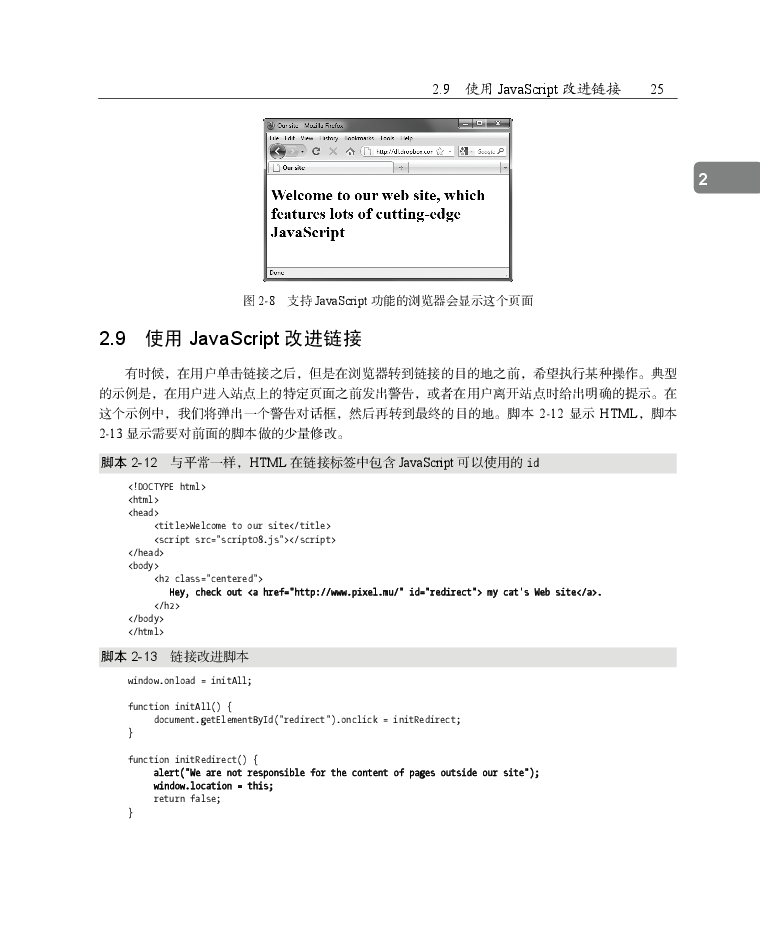 2.9 使用 JavaScript 改进链接 25
Our site - Mozilla Firefox
File Edit View History Bookmarks Tools Help
http://dl.dropbox.cor
Google
Our site
Welcome to our web site, which
features lots of cutting-edge
JavaScript
Done
2
图 2-8 支持 JavaScript 功能的浏览器会显示这个页面
2.9 使用 JavaScript 改进链接
有时候，在用户单击链接之后，但是在浏览器转到链接的目的地之前，希望执行某种操作。典型
的示例是，在用户进入站点上的特定页面之前发出警告，或者在用户离开站点时给出明确的提示。在
这个示例中，我们将弹出一个警告对话框，然后再转到最终的目的地。脚本 2-12 显示 HTML，脚本
2-13 显示需要对前面的脚本做的少量修改。
脚本 2-12 与平常一样，HTML 在链接标签中包含 JavaScript 可以使用的 id
<!DOCTYPE html>
<html>
<head>
<title>Welcome to our site</title>
<script src="script08.js"></script>
</head>
<body>
<h2 class="centered">
Hey, check out <a href="http://www.pixel.mu/" id="redirect"> my cat's Web site</a>.
</h2>
</body>
</html>
脚本 2-13 链接改进脚本
window.onload = initAll;
function initAll() {
document.getElementById("redirect").onclick = initRedirect;
}
function initRedirect() {
alert("We are not responsible for the content of pages outside our site");
window.location = this;
return false;
}